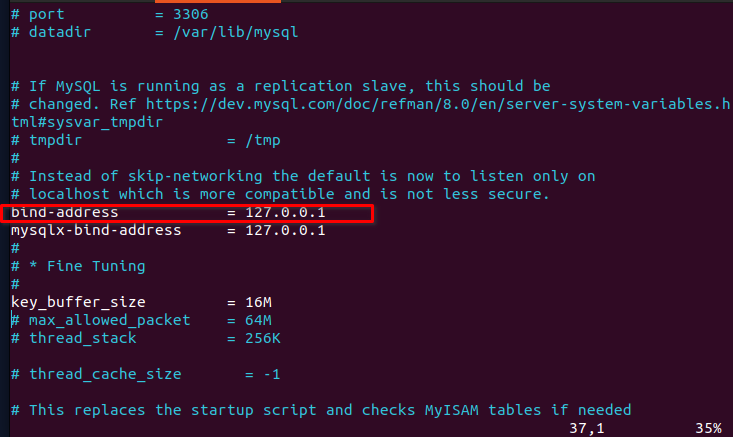 # port          = 3306
# datadir       = /var/lib/mysql
# If MySQL is running as a replication slave, this should be
# changed. Ref https://dev.mysql.com/doc/refman/8.0/en/server-system-variables.h
tml#sysvar_tmpdir
# tmpdir                = /tmp
#
# Instead of skip-networking the default is now to listen only on
# localhost which is more compatible and is not less secure.
bind-address            = 127.0.0.1
mysqlx-bind-address     = 127.0.0.1
#
# * Fine Tuning
#
key_buffer_size         = 16M
# max_allowed_packet    = 64M
# thread_stack          = 256K
# thread_cache_size       = -1
# This replaces the startup script and checks MyISAM tables if needed
37,1          35%